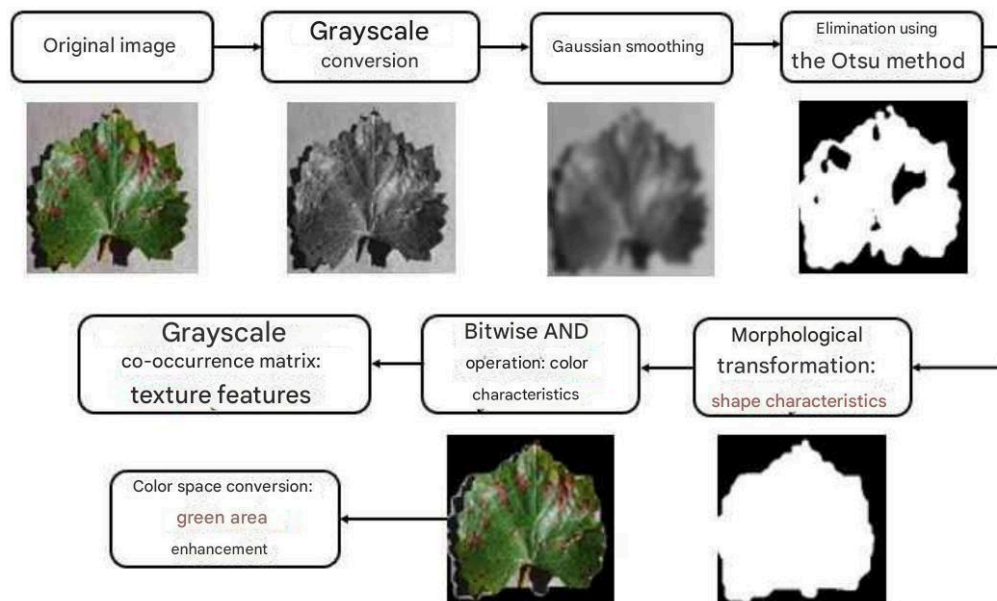 Original image
Grayscale
conversion
Gaussian smoothing
Elimination using
the Otsu method
Grayscale
co-occurrence matrix:
texture features
Bitwise AND
operation: color
characteristics
Morphological
transformation:
shape characteristics
Color space conversion:
green area
enhancement